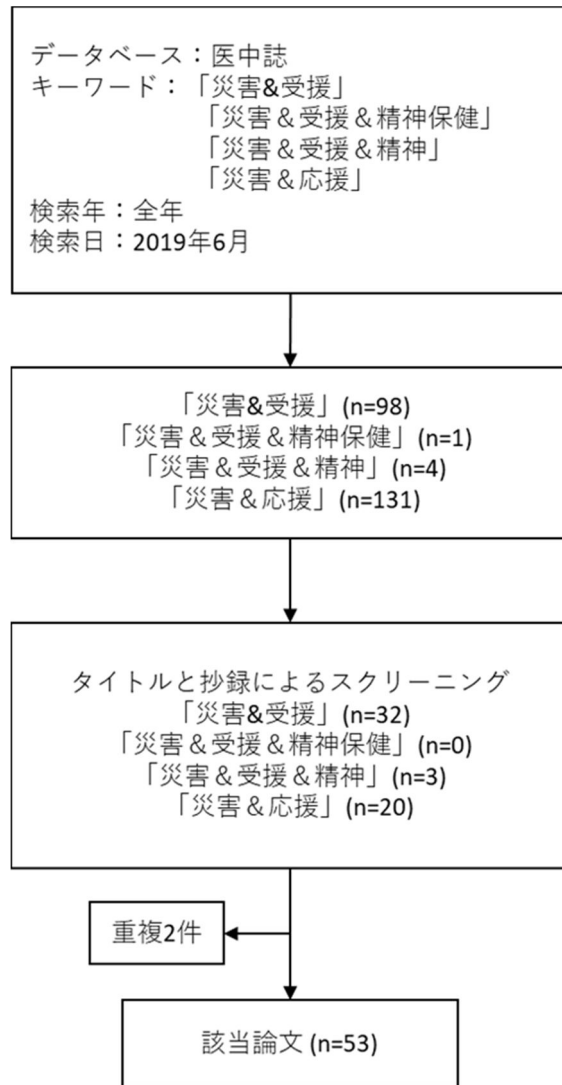 データベース：医中誌
キーワード：「災害&受援」
「災害＆受援＆精神保健」
「災害＆受援＆精神」
「災害＆応援」
検索年：全年
検索日：2019年6月
「災害&受援」(n=98)
「災害＆受援＆精神保健」(n=1)
「災害＆受援＆精神」(n=4)
「災害＆応援」(n=131)
タイトルと抄録によるスクリーニング
「災害&受援」(n=32)
「災害＆受援＆精神保健」(n=0)
「災害＆受援＆精神」(n=3)
「災害＆応援」(n=20)
重複2件
該当論文 (n=53)